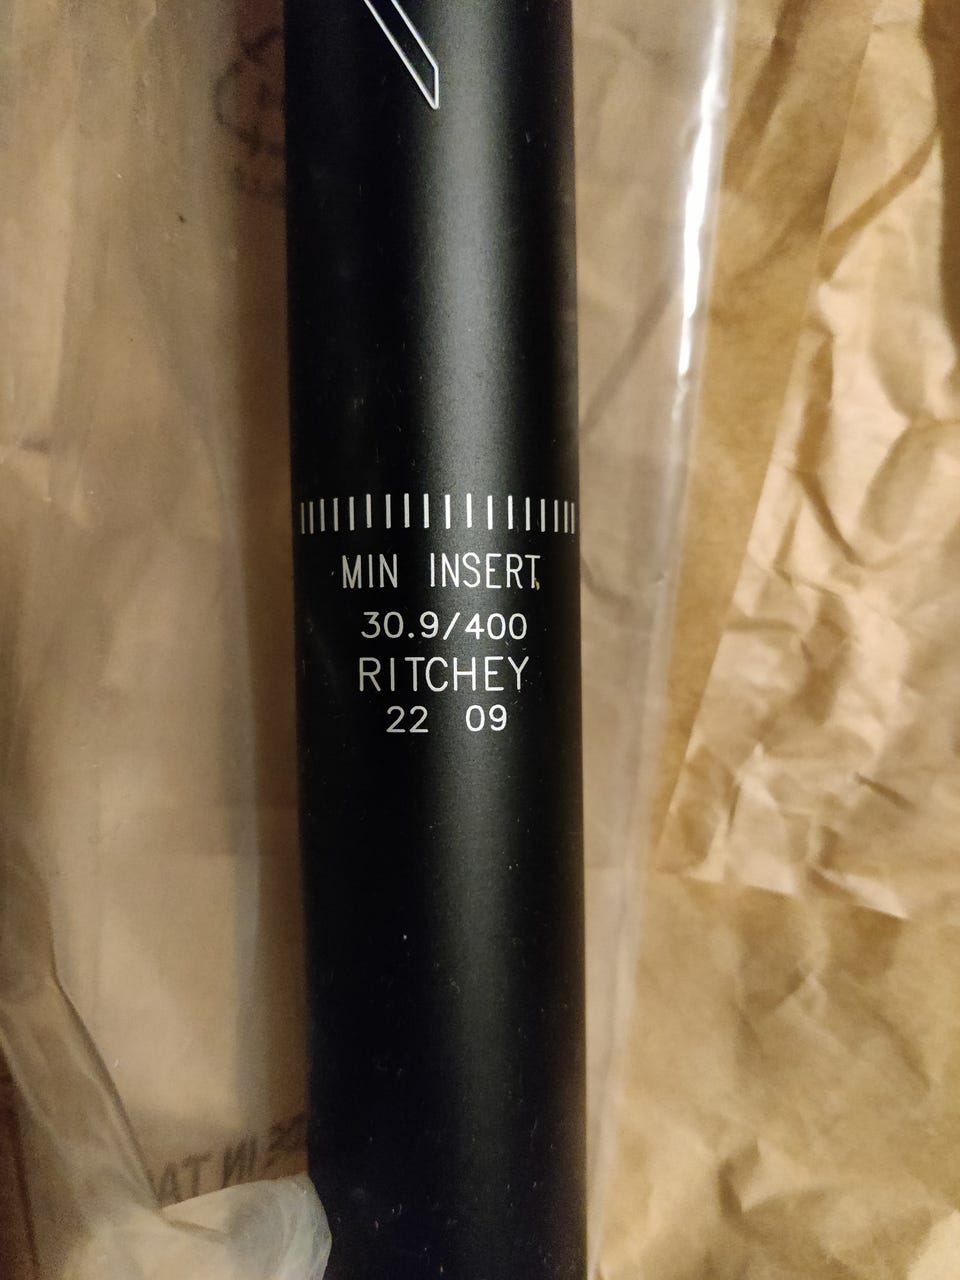 MIN INSERT
30.9/400
RITCHEY
22 09